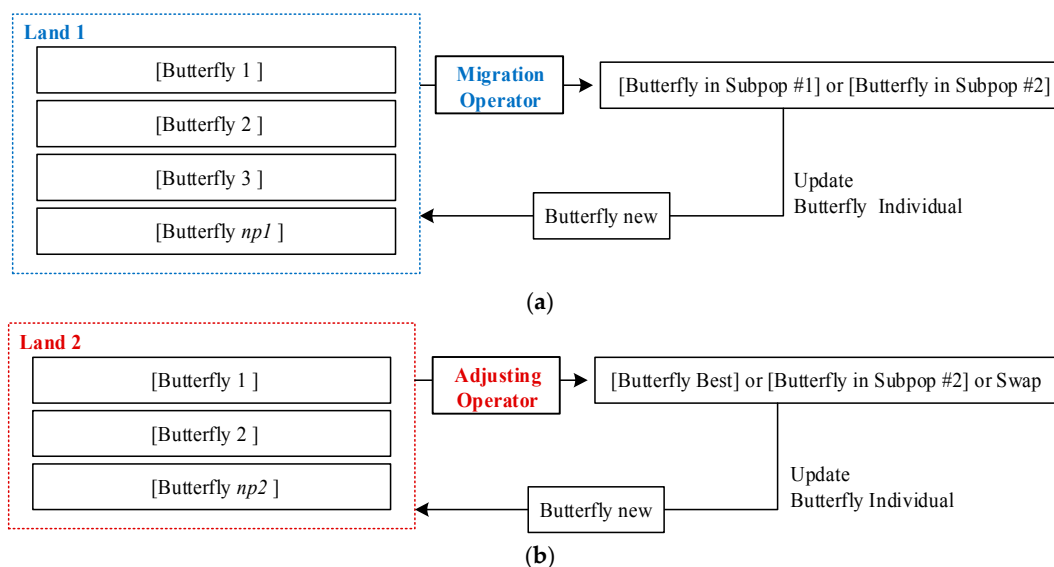 Land 1
[Butterfly 1 ]
[Butterfly 2 ]
[Butterfly 3 ]
[Butterfly np1 ]
Migration
Operator
[Butterfly in Subpop #1] or [Butterfly in Subpop #2]
Update
Butterfly Individual
Butterfly new
(a)
Land 2
[Butterfly 1 ]
[Butterfly 2 ]
[Butterfly np2 ]
Adjusting
Operator
[Butterfly Best] or [Butterfly in Subpop #2] or Swap
Update
Butterfly Individual
Butterfly new
(b)